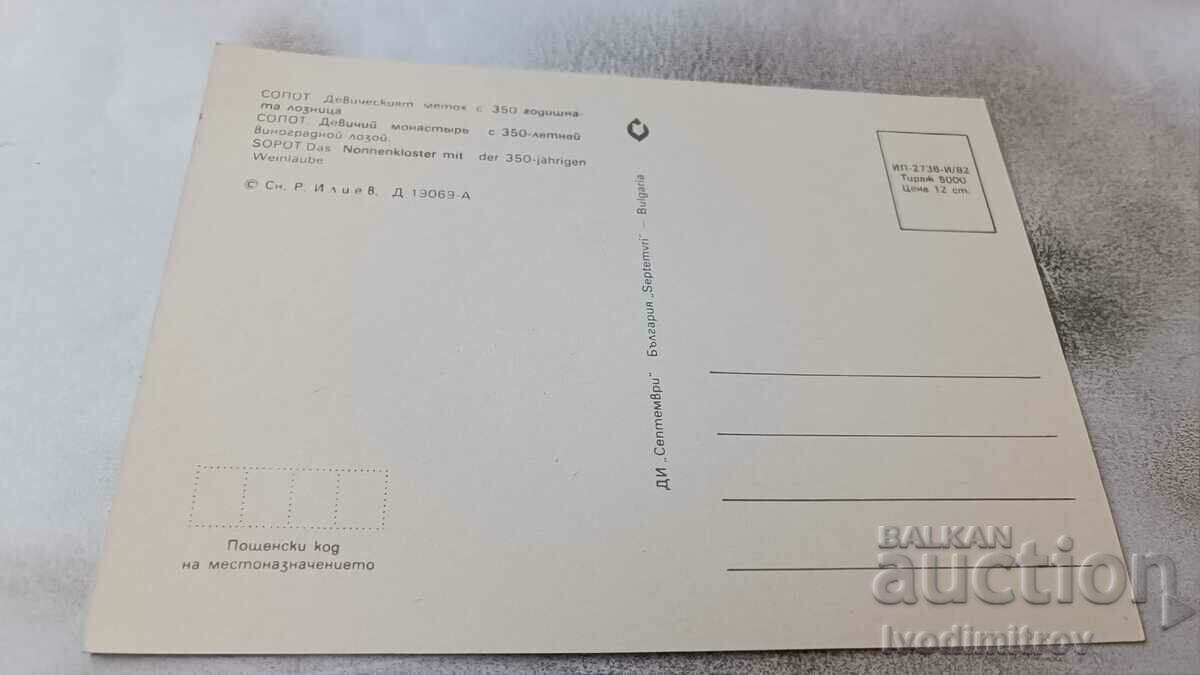 СОПОТ. Девическият метох с 350 годишна-
та лозница
СОПОТ. Девичий монастырь с 350-летней
виноградной лозой.
SOPOT. Das Nonnenkloster mit der 350-jährigen
Weinlaube
© Сн. Р. Илиев, Д 19069-А
ДИ „Септември" България „Septemvri" — Bulgaria
ИП-2738-И/82
Тираж 5000
Цена 12 ст.
Пощенски код
на местоназначението
BALKAN
auction
Ivodimitrov